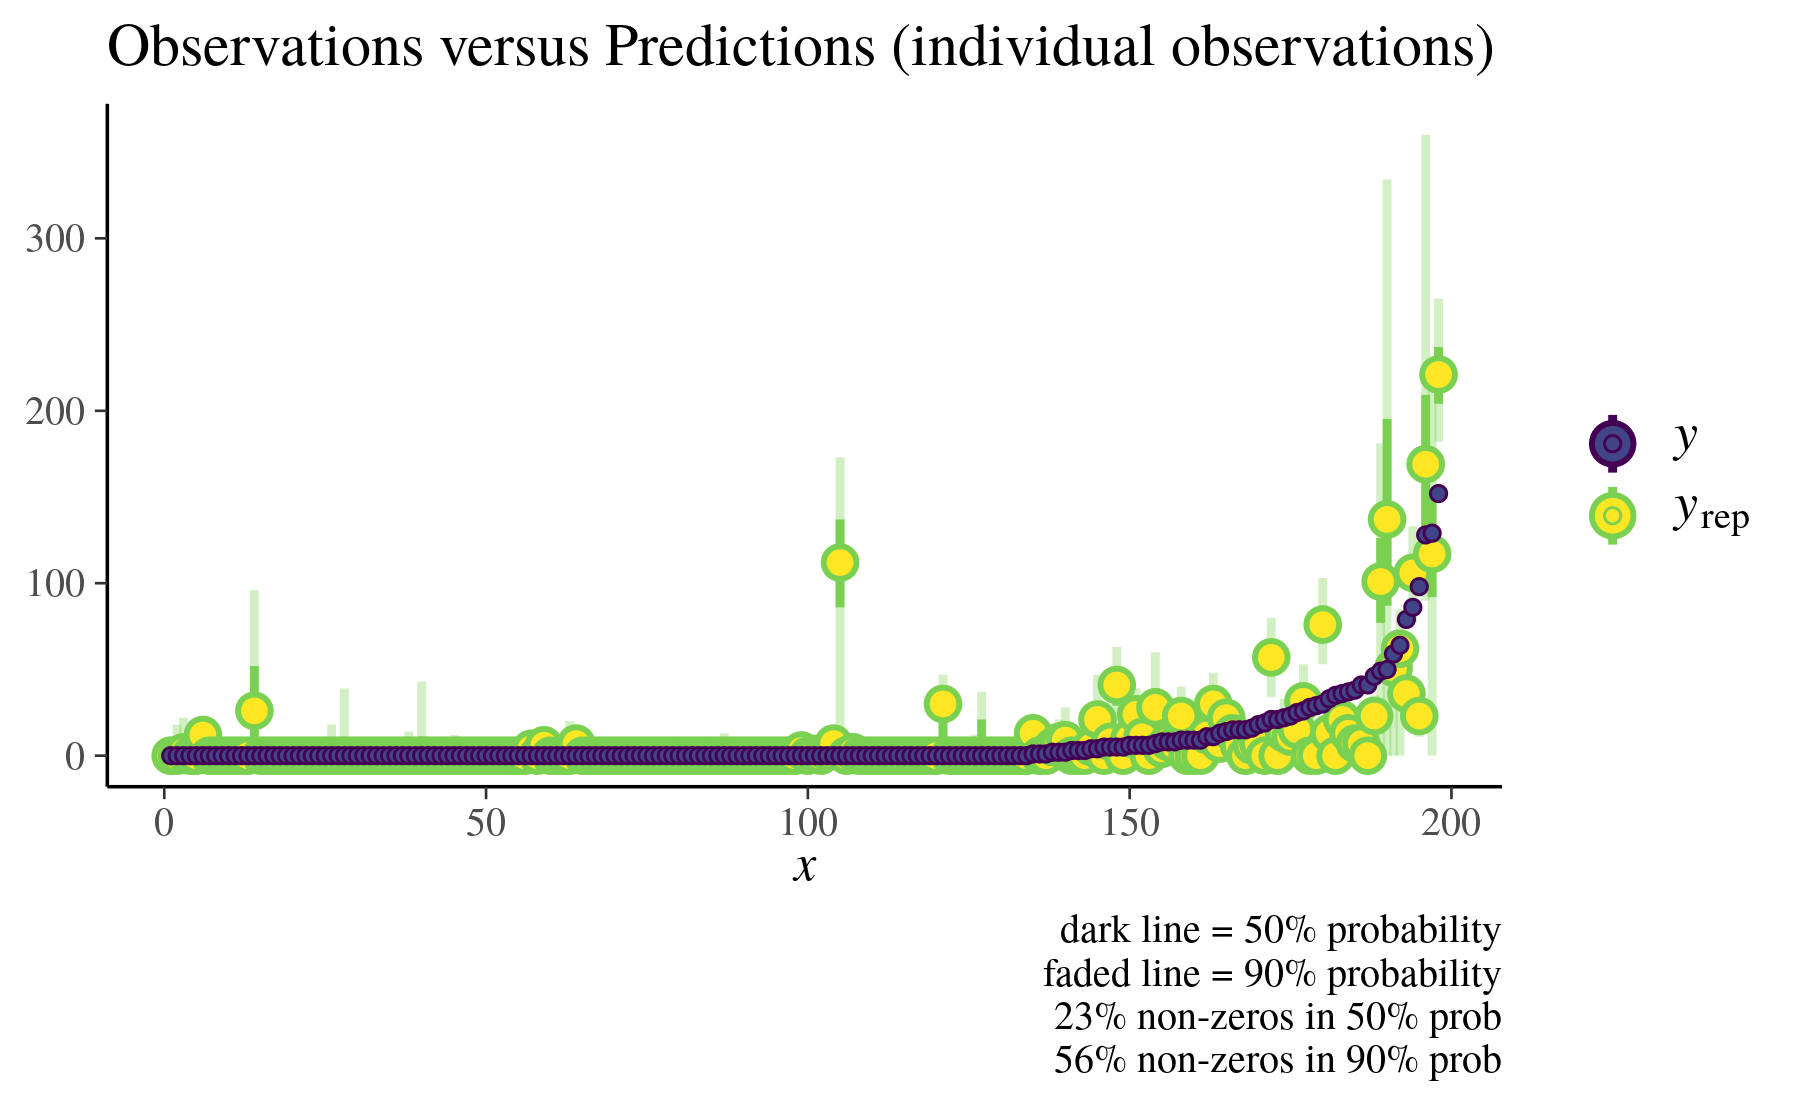 Observations versus Predictions (individual observations)
300
200
100
0
0 50 100 150 200
x
y
yrep
dark line = 50% probability
faded line = 90% probability
23% non-zeros in 50% prob
56% non-zeros in 90% prob